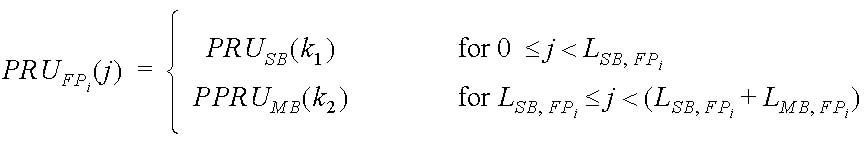 PRU_{FP_i}(j) = { PRU_{SB}(k_1) for 0 ≤ j < L_{SB, FP_i}
PPRU_{MB}(k_2) for L_{SB, FP_i} ≤ j < (L_{SB, FP_i} + L_{MB, FP_i})